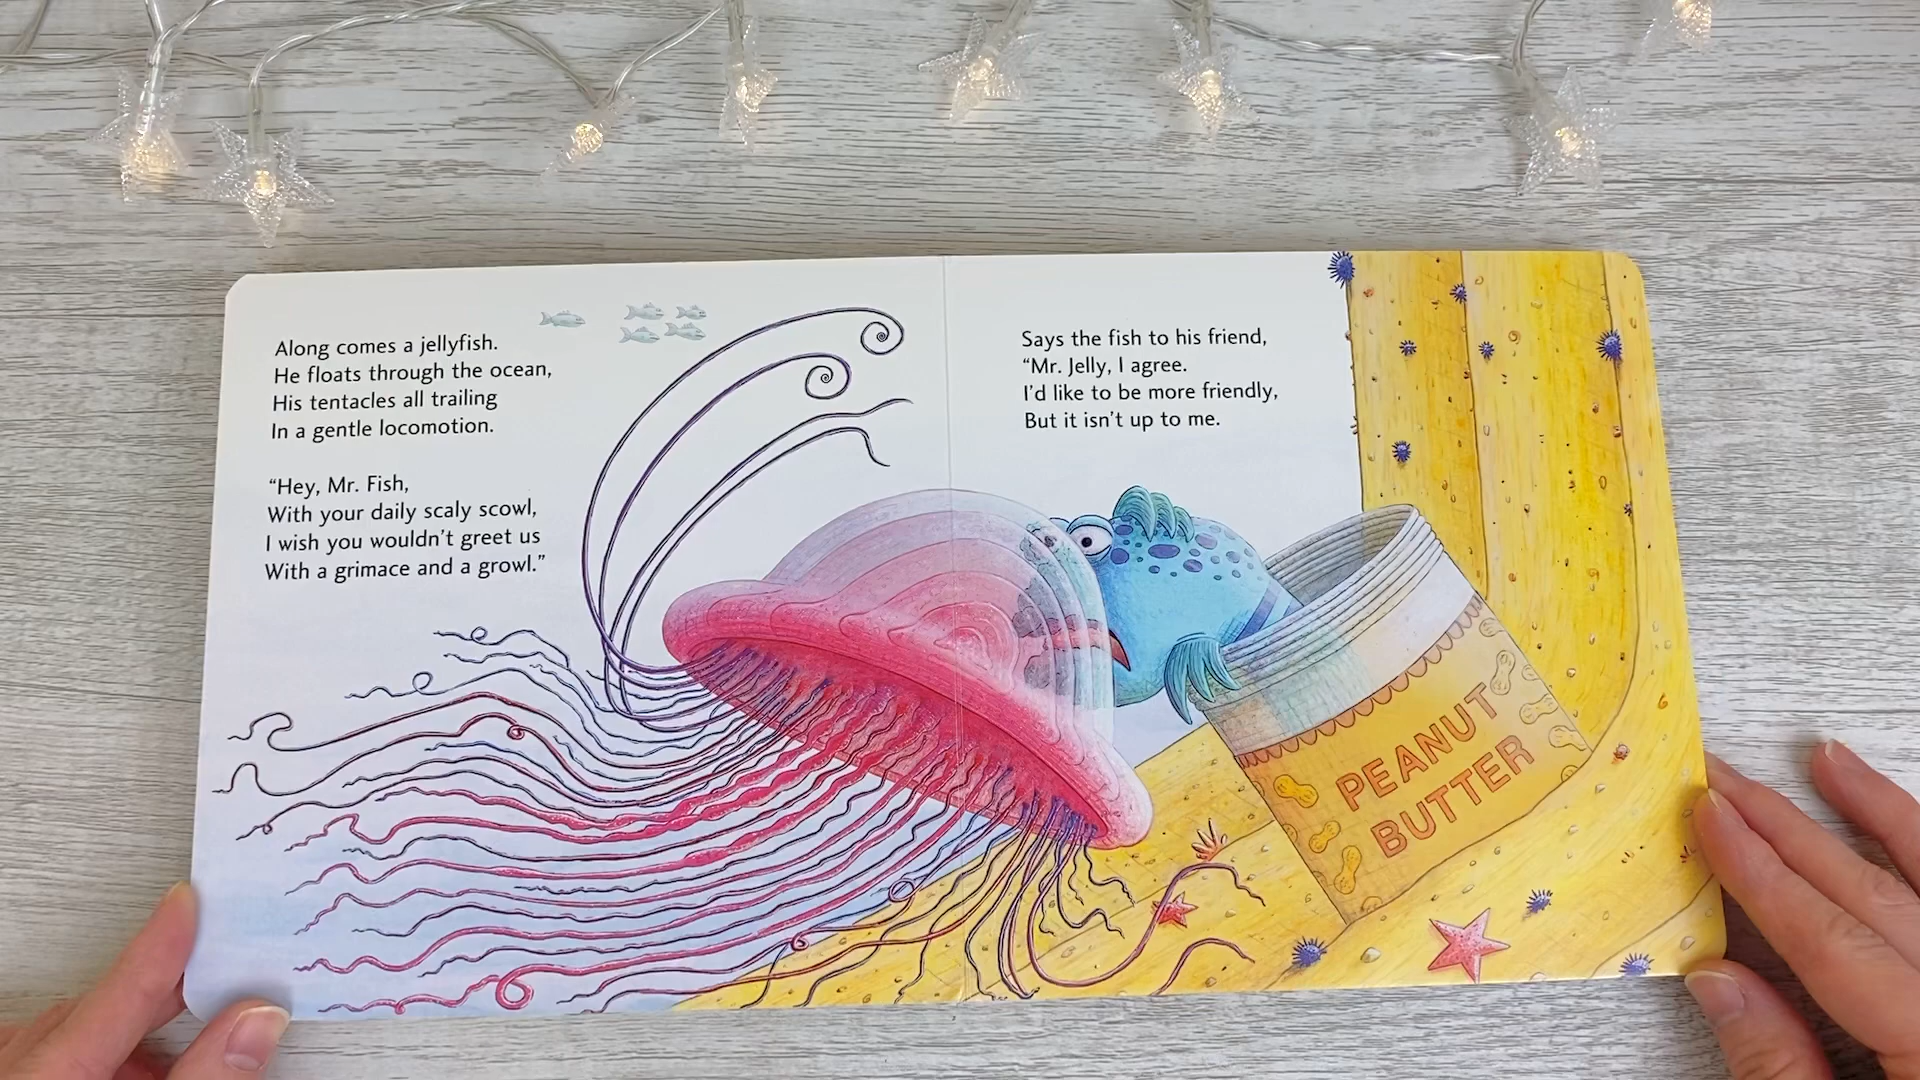 Along comes a jellyfish.
He floats through the ocean,
His tentacles all trailing
In a gentle locomotion.
“Hey, Mr. Fish,
With your daily scaly scowl,
I wish you wouldn’t greet us
With a grimace and a growl.”
Says the fish to his friend,
“Mr. Jelly, I agree.
I’d like to be more friendly,
But it isn’t up to me.
PEANUT
BUTTER